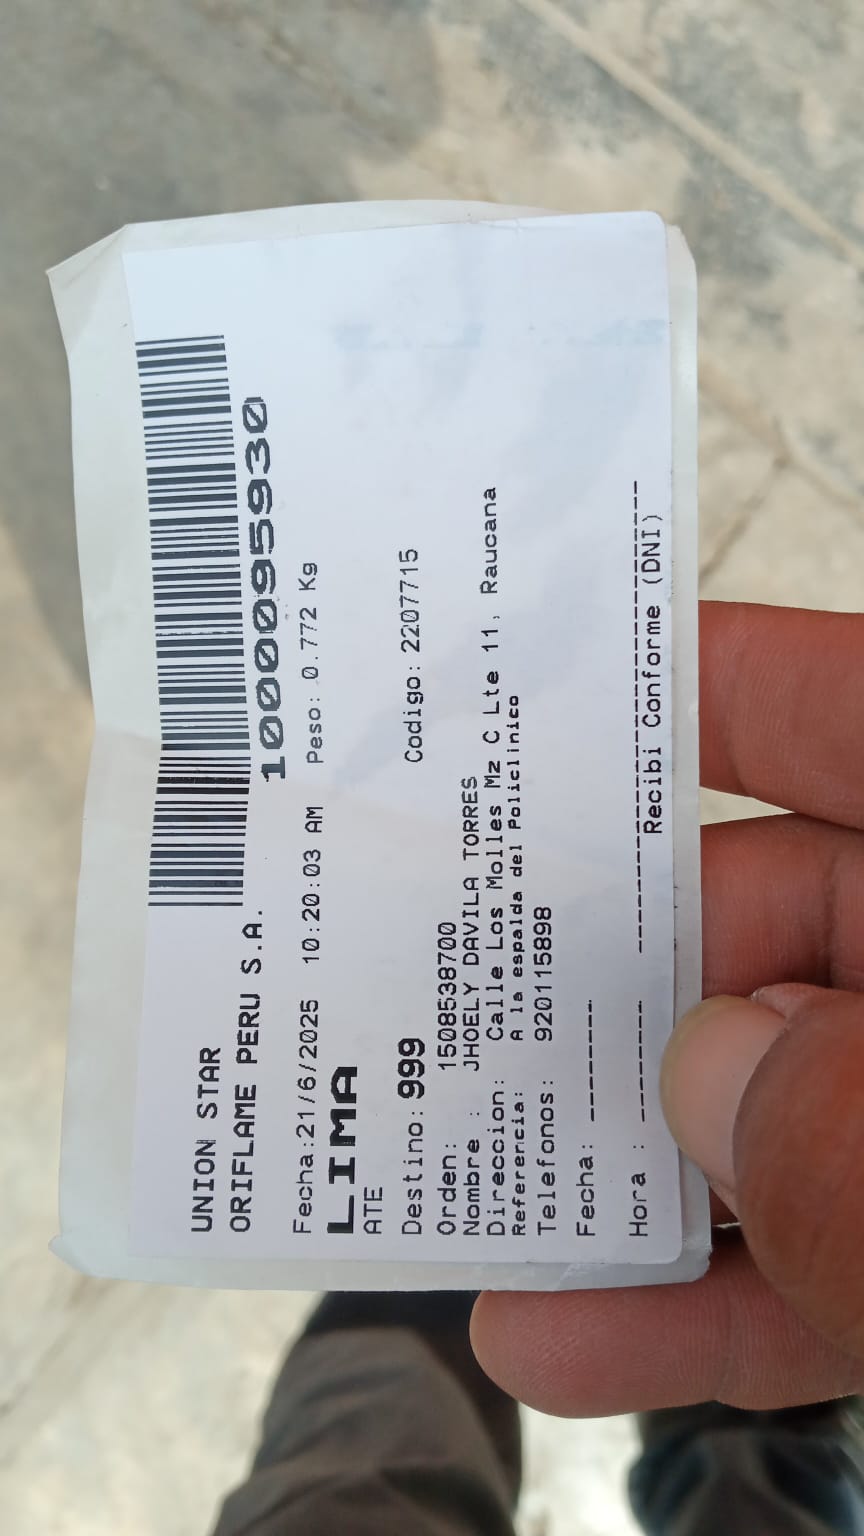 UNION STAR
ORIFLAME PERU S.A.
1000095930
Fecha:21/6/2025 10:20:03 AM Peso: 0.772 Kg
LIMA
ATE
Destino: 999 Codigo: 2207715
Orden: 1508538700
Nombre : JHOELY DAVILA TORRES
Direccion: Calle Los Molles Mz C Lte 11, Raucana
Referencia: A la espalda del Policlinico
Telefonos: 920115898
Fecha: --------
Hora : -------- --------------------------------
Recibi Conforme (DNI)